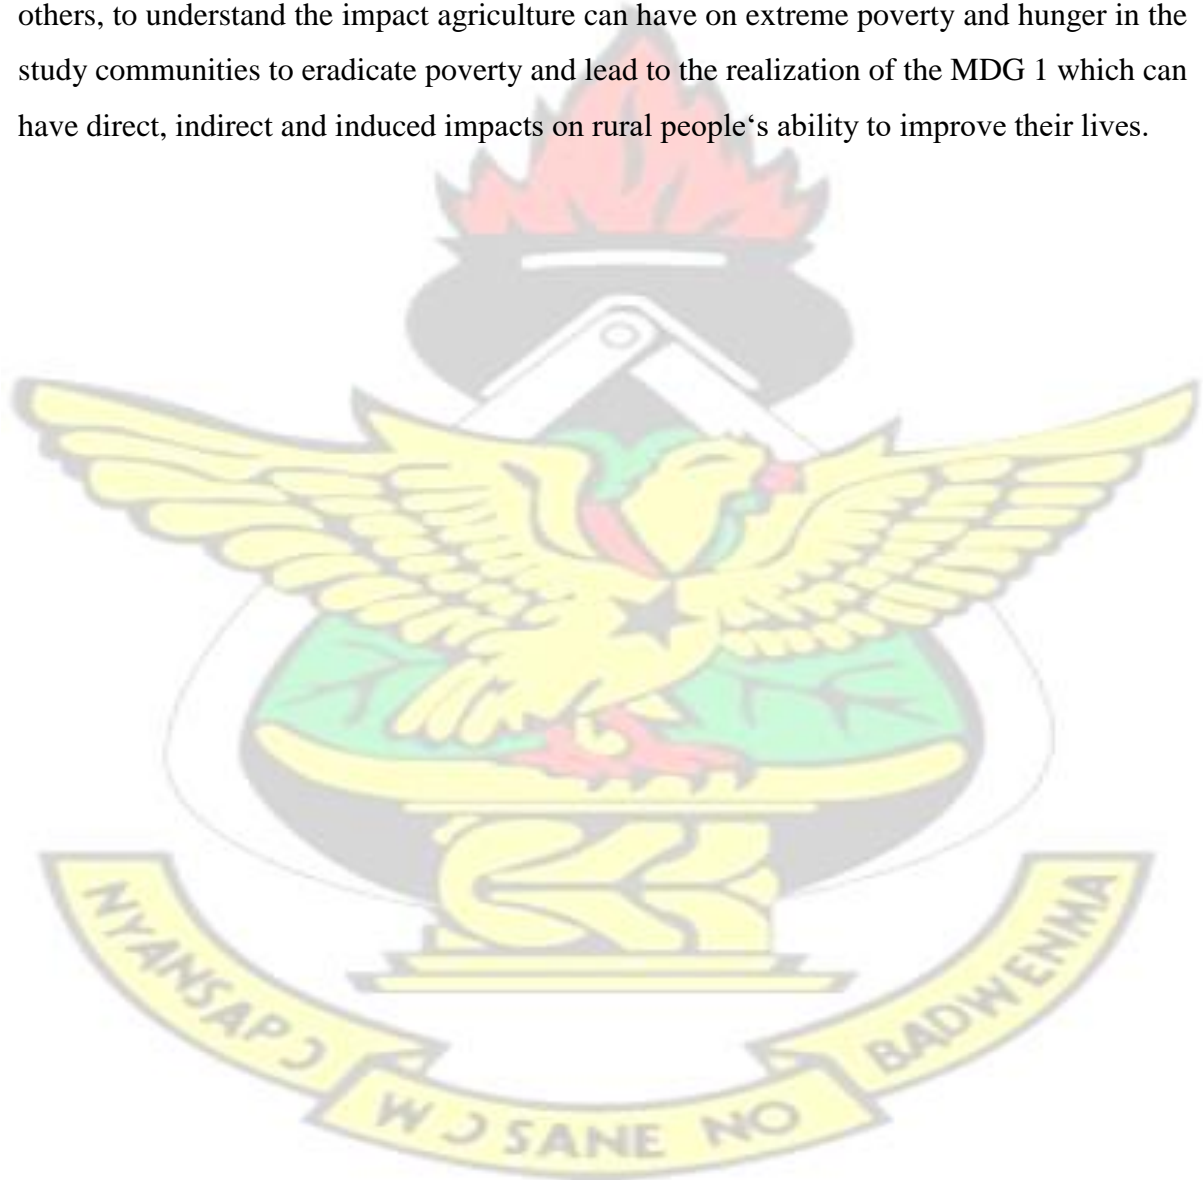 others, to understand the impact agriculture can have on extreme poverty and hunger in the
study communities to eradicate poverty and lead to the realization of the MDG 1 which can
have direct, indirect and induced impacts on rural people‘s ability to improve their lives.
NYANSAPƆ
WƆSANE NO
BADWENMA